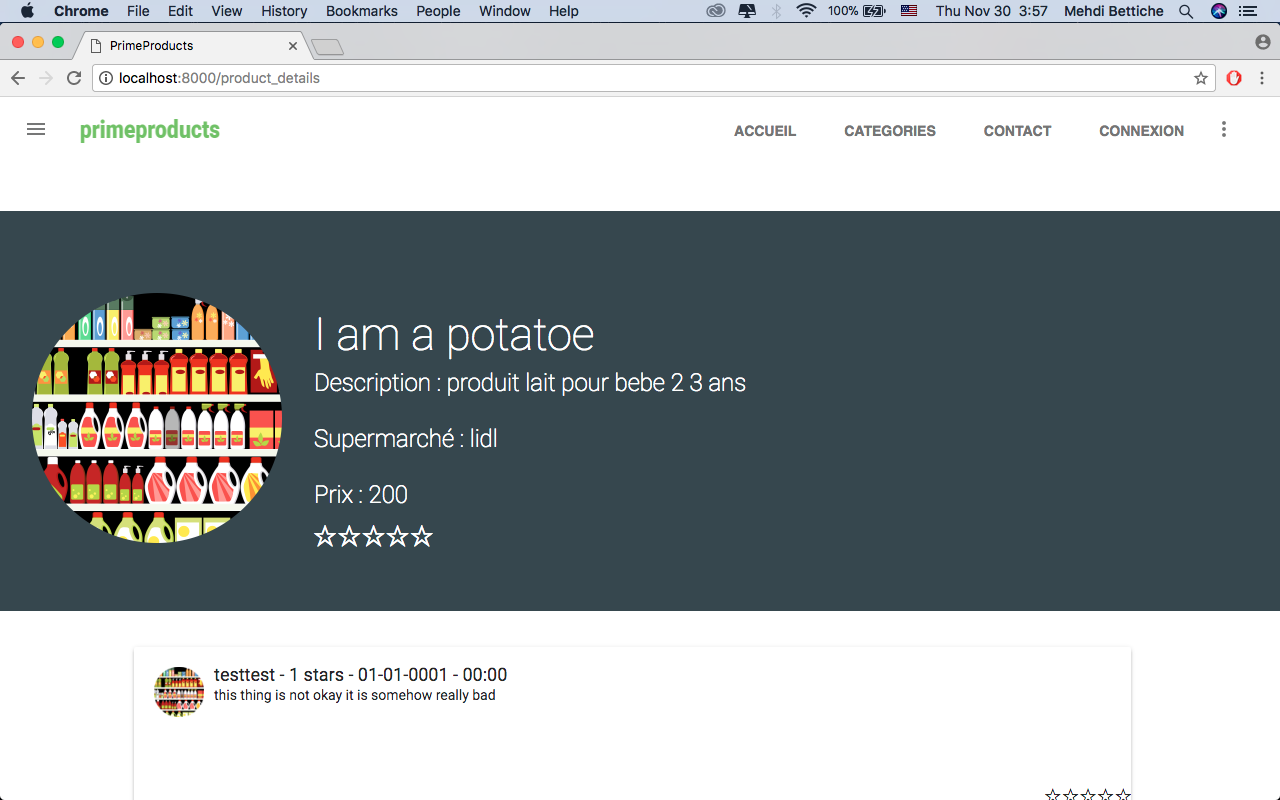 Chrome File Edit View History Bookmarks People Window Help 100% Thu Nov 30 3:57 Mehdi Bettiche
PrimeProducts
localhost:8000/product_details
primeproducts ACCUEIL CATEGORIES CONTACT CONNEXION
I am a potatoe
Description : produit lait pour bebe 2 3 ans
Supermarché : lidl
Prix : 200
testtest - 1 stars - 01-01-0001 - 00:00
this thing is not okay it is somehow really bad